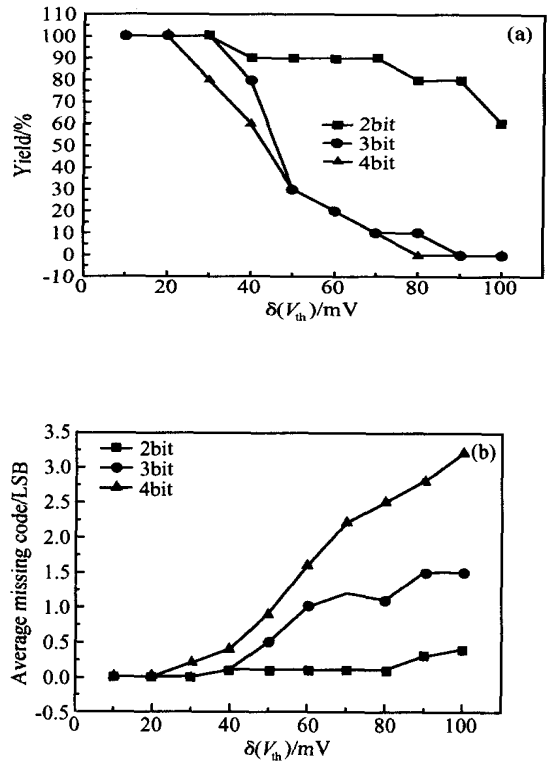 110
100
90
80
70
60
50
40
30
20
10
0
-10
Yield/%
(a)
2bit
3bit
4bit
0 20 40 60 80 100
δ(Vth)/mV
3.5
3.0
2.5
2.0
1.5
1.0
0.5
0.0
-0.5
Average missing code/LSB
2bit
3bit
4bit
(b)
0 20 40 60 80 100
δ(Vth)/mV